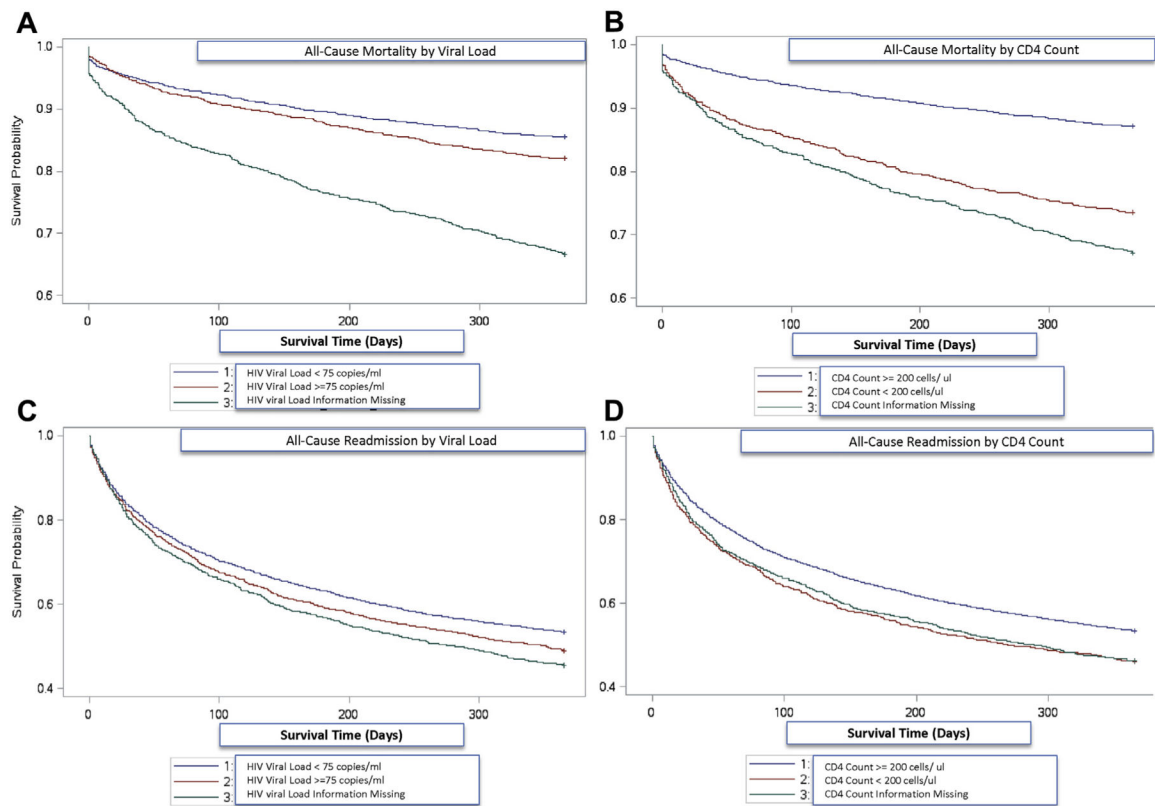 A
All-Cause Mortality by Viral Load
1.0
0.9
0.8
0.7
0.6
Survival Probability
0 100 200 300
Survival Time (Days)
1: HIV Viral Load < 75 copies/ml
2: HIV Viral Load >=75 copies/ml
3: HIV viral Load Information Missing
B
All-Cause Mortality by CD4 Count
1.0
0.9
0.8
0.7
0.6
0 100 200 300
Survival Time (Days)
1: CD4 Count >= 200 cells/ ul
2: CD4 Count < 200 cells/ul
3: CD4 Count Information Missing
C
All-Cause Readmission by Viral Load
1.0
0.8
0.6
0.4
Survival Probability
0 100 200 300
Survival Time (Days)
1: HIV Viral Load < 75 copies/ml
2: HIV Viral Load >=75 copies/ml
3: HIV viral Load Information Missing
D
All-Cause Readmission by CD4 Count
1.0
0.8
0.6
0.4
0 100 200 300
Survival Time (Days)
1: CD4 Count >= 200 cells/ ul
2: CD4 Count < 200 cells/ul
3: CD4 Count Information Missing